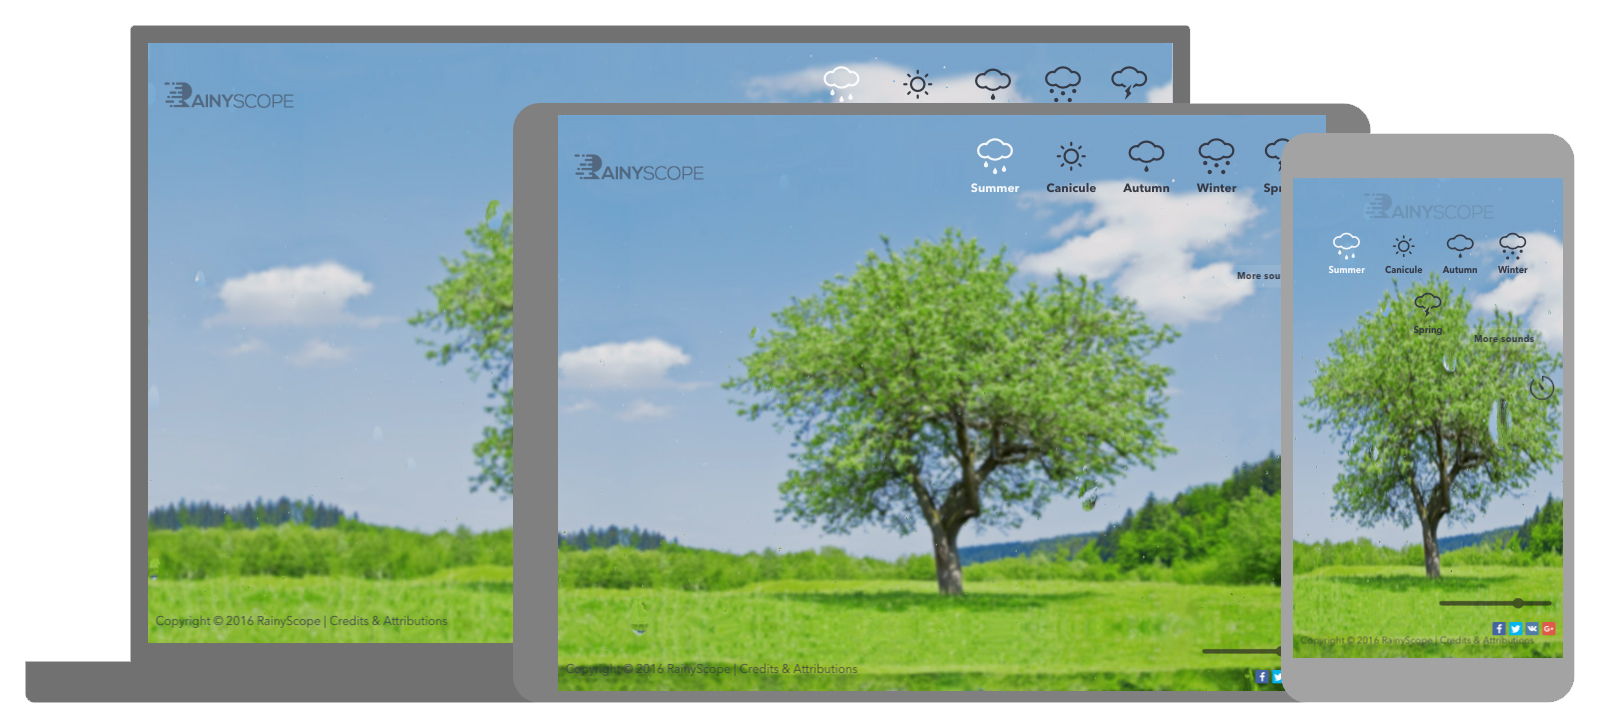 RAINYSCOPE
Copyright © 2016 RainyScope | Credits & Attributions
RAINYSCOPE
Summer Canicule Autumn Winter Spr
More sou
Copyright © 2016 RainyScope | Credits & Attributions
RAINYSCOPE
Summer Canicule Autumn Winter
Spring
More sounds
Copyright © 2016 RainyScope | Credits & Attributions